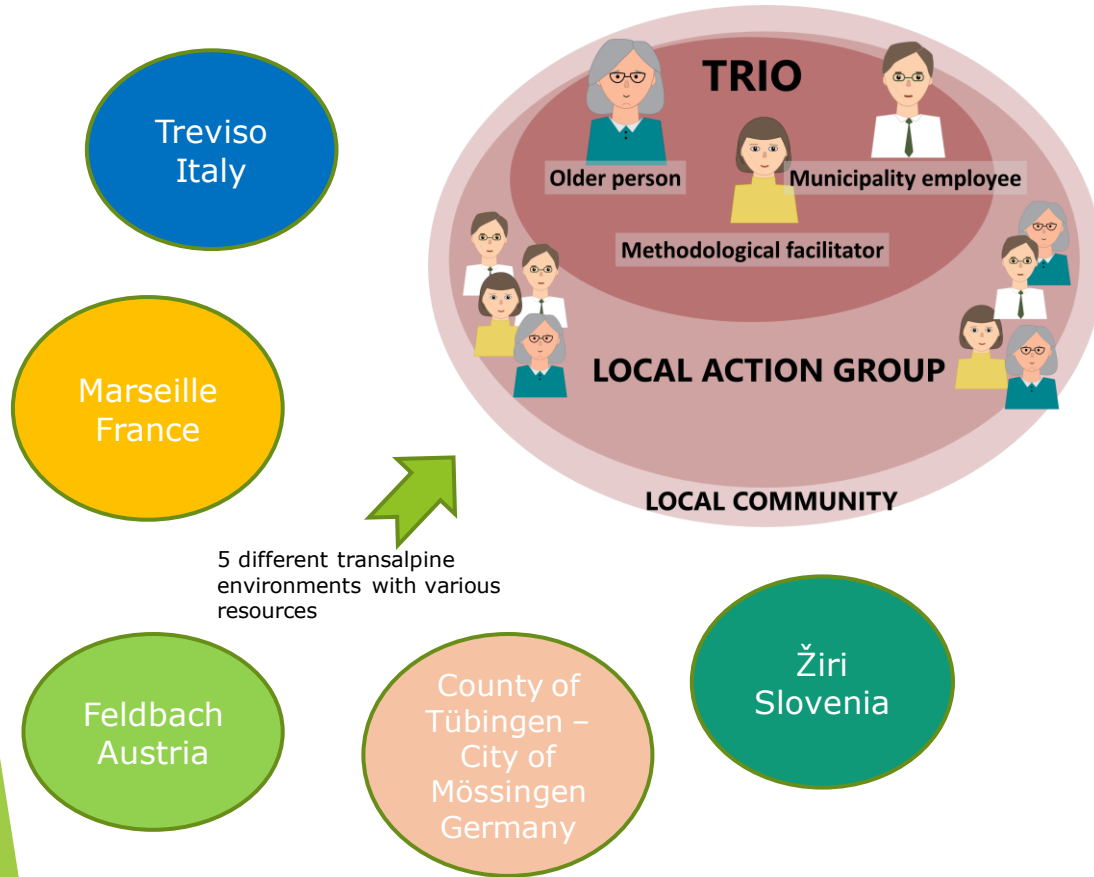 Treviso
Italy
TRIO
Older person
Municipality employee
Methodological facilitator
LOCAL ACTION GROUP
LOCAL COMMUNITY
Marseille
France
5 different transalpine
environments with various
resources
Feldbach
Austria
County of
Tübingen –
City of
Mössingen
Germany
Žiri
Slovenia